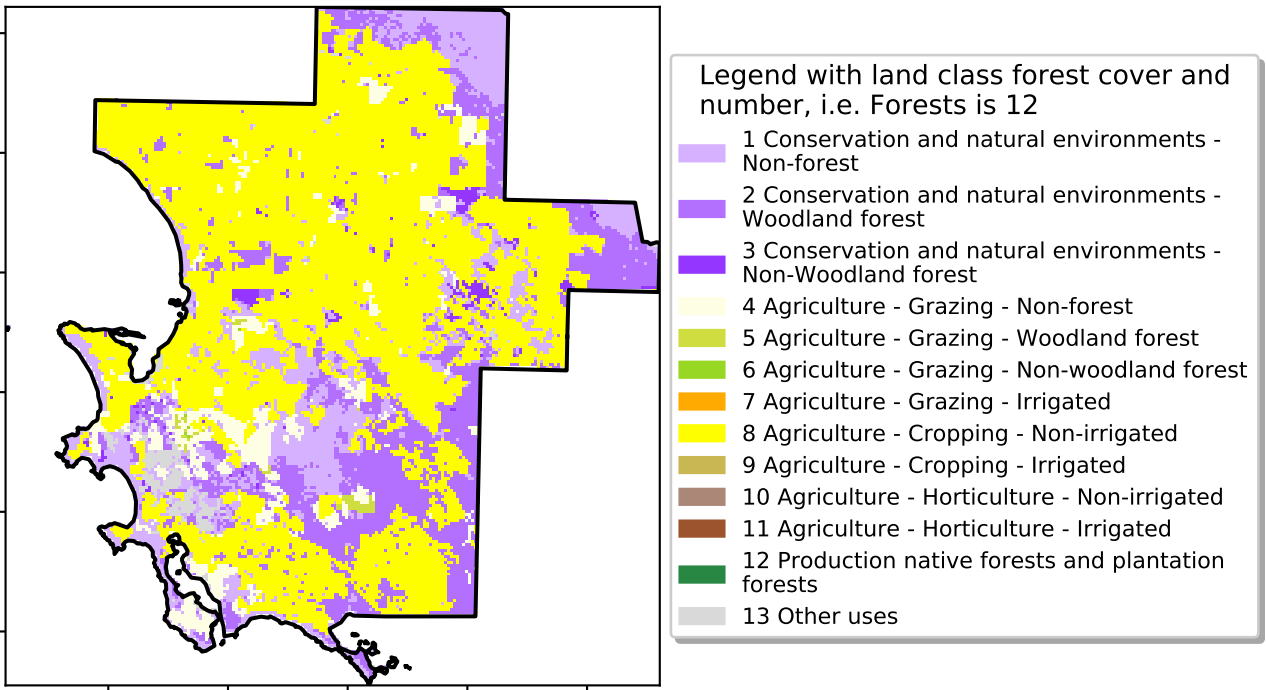 Legend with land class forest cover and
number, i.e. Forests is 12
1 Conservation and natural environments -
Non-forest
2 Conservation and natural environments -
Woodland forest
3 Conservation and natural environments -
Non-Woodland forest
4 Agriculture - Grazing - Non-forest
5 Agriculture - Grazing - Woodland forest
6 Agriculture - Grazing - Non-woodland forest
7 Agriculture - Grazing - Irrigated
8 Agriculture - Cropping - Non-irrigated
9 Agriculture - Cropping - Irrigated
10 Agriculture - Horticulture - Non-irrigated
11 Agriculture - Horticulture - Irrigated
12 Production native forests and plantation
forests
13 Other uses